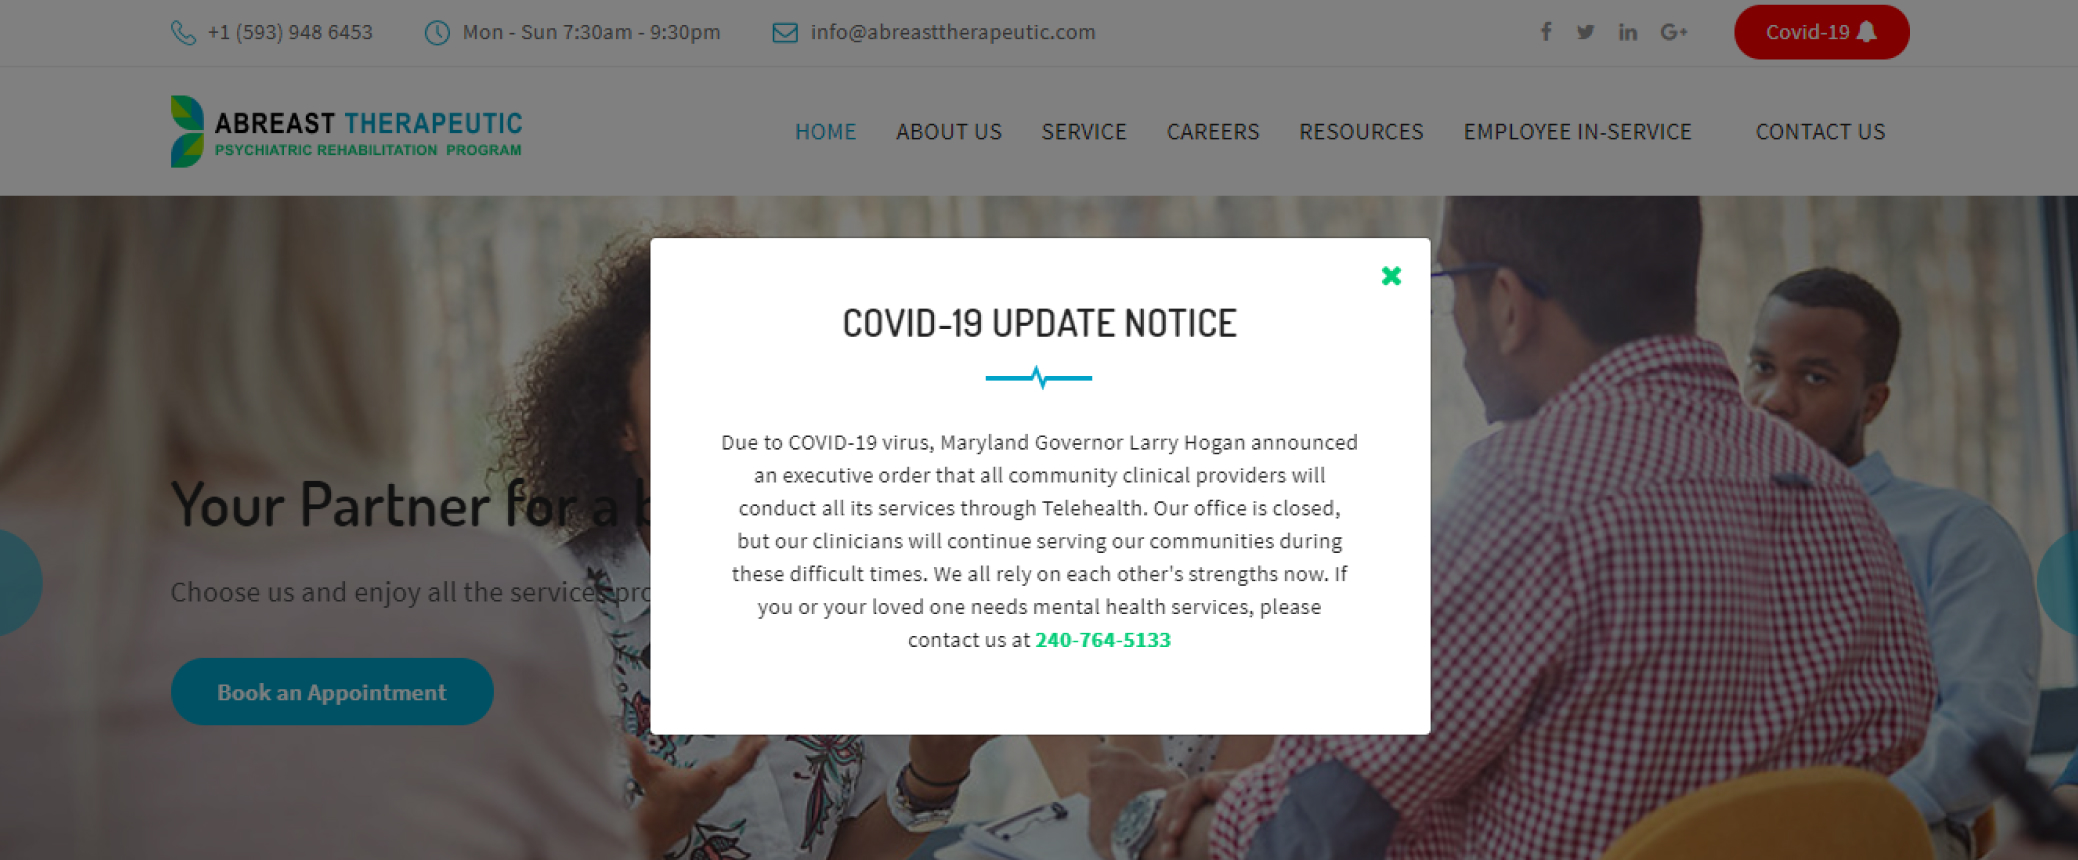 +1 (593) 948 6453
Mon - Sun 7:30am - 9:30pm
info@abreasttherapeutic.com
Covid-19
ABREAST THERAPEUTIC
PSYCHIATRIC REHABILITATION PROGRAM
HOME
ABOUT US
SERVICE
CAREERS
RESOURCES
EMPLOYEE IN-SERVICE
CONTACT US
COVID-19 UPDATE NOTICE
Due to COVID-19 virus, Maryland Governor Larry Hogan announced
an executive order that all community clinical providers will
conduct all its services through Telehealth. Our office is closed,
but our clinicians will continue serving our communities during
these difficult times. We all rely on each other's strengths now. If
you or your loved one needs mental health services, please
contact us at 240-764-5133
Your Partner for a
Choose us and enjoy all the services
Book an Appointment